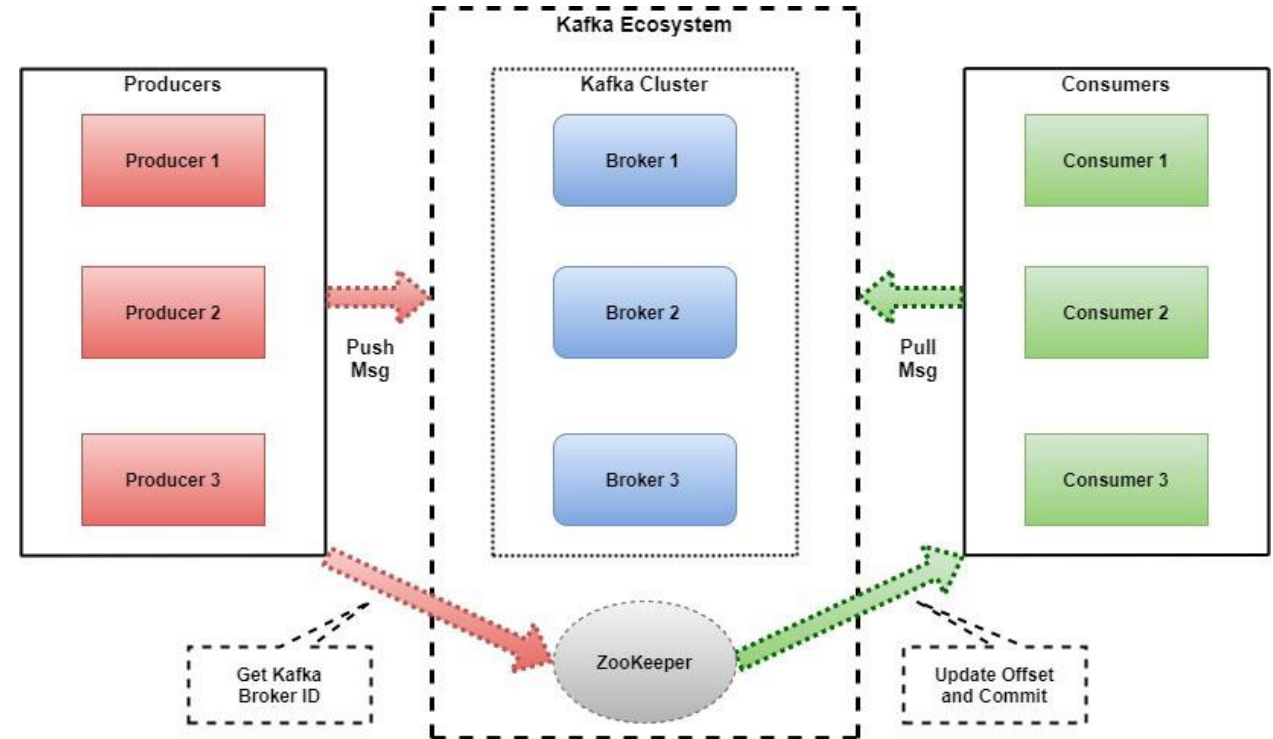 Kafka Ecosystem
Producers
Producer 1
Producer 2
Producer 3
Push
Msg
Kafka Cluster
Broker 1
Broker 2
Broker 3
Pull
Msg
Consumers
Consumer 1
Consumer 2
Consumer 3
Get Kafka
Broker ID
ZooKeeper
Update Offset
and Commit